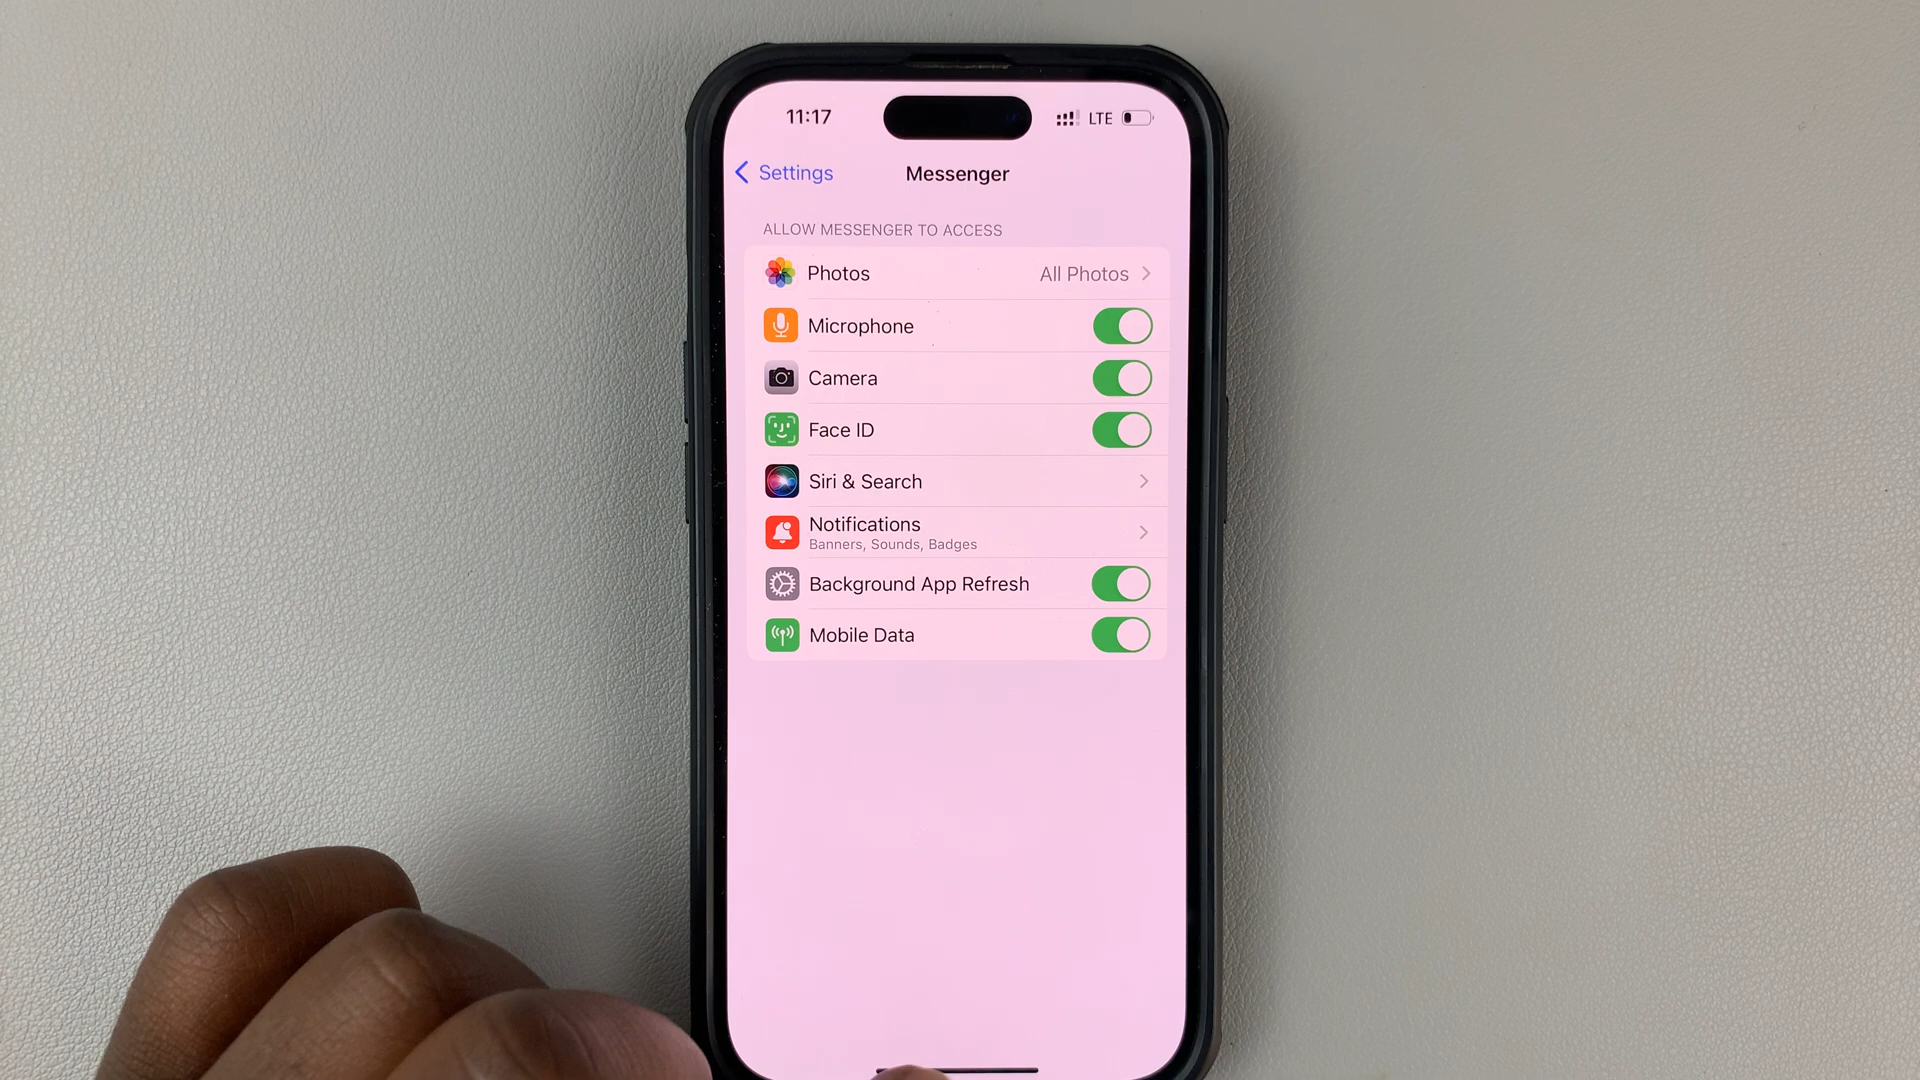 11:17 LTE
Settings Messenger
ALLOW MESSENGER TO ACCESS
Photos All Photos
Microphone
Camera
Face ID
Siri & Search
Notifications
Banners, Sounds, Badges
Background App Refresh
Mobile Data